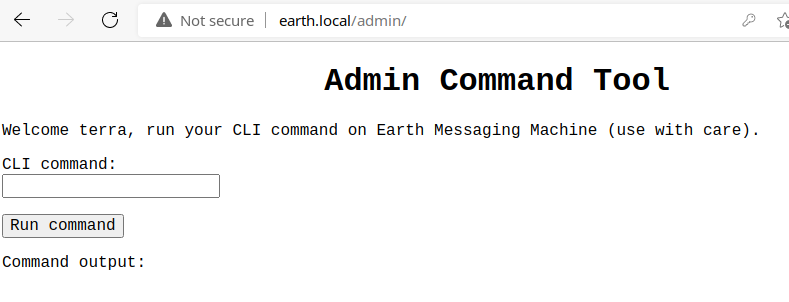 Not secure | earth.local/admin/
Admin Command Tool
Welcome terra, run your CLI command on Earth Messaging Machine (use with care).
CLI command:
Run command
Command output: